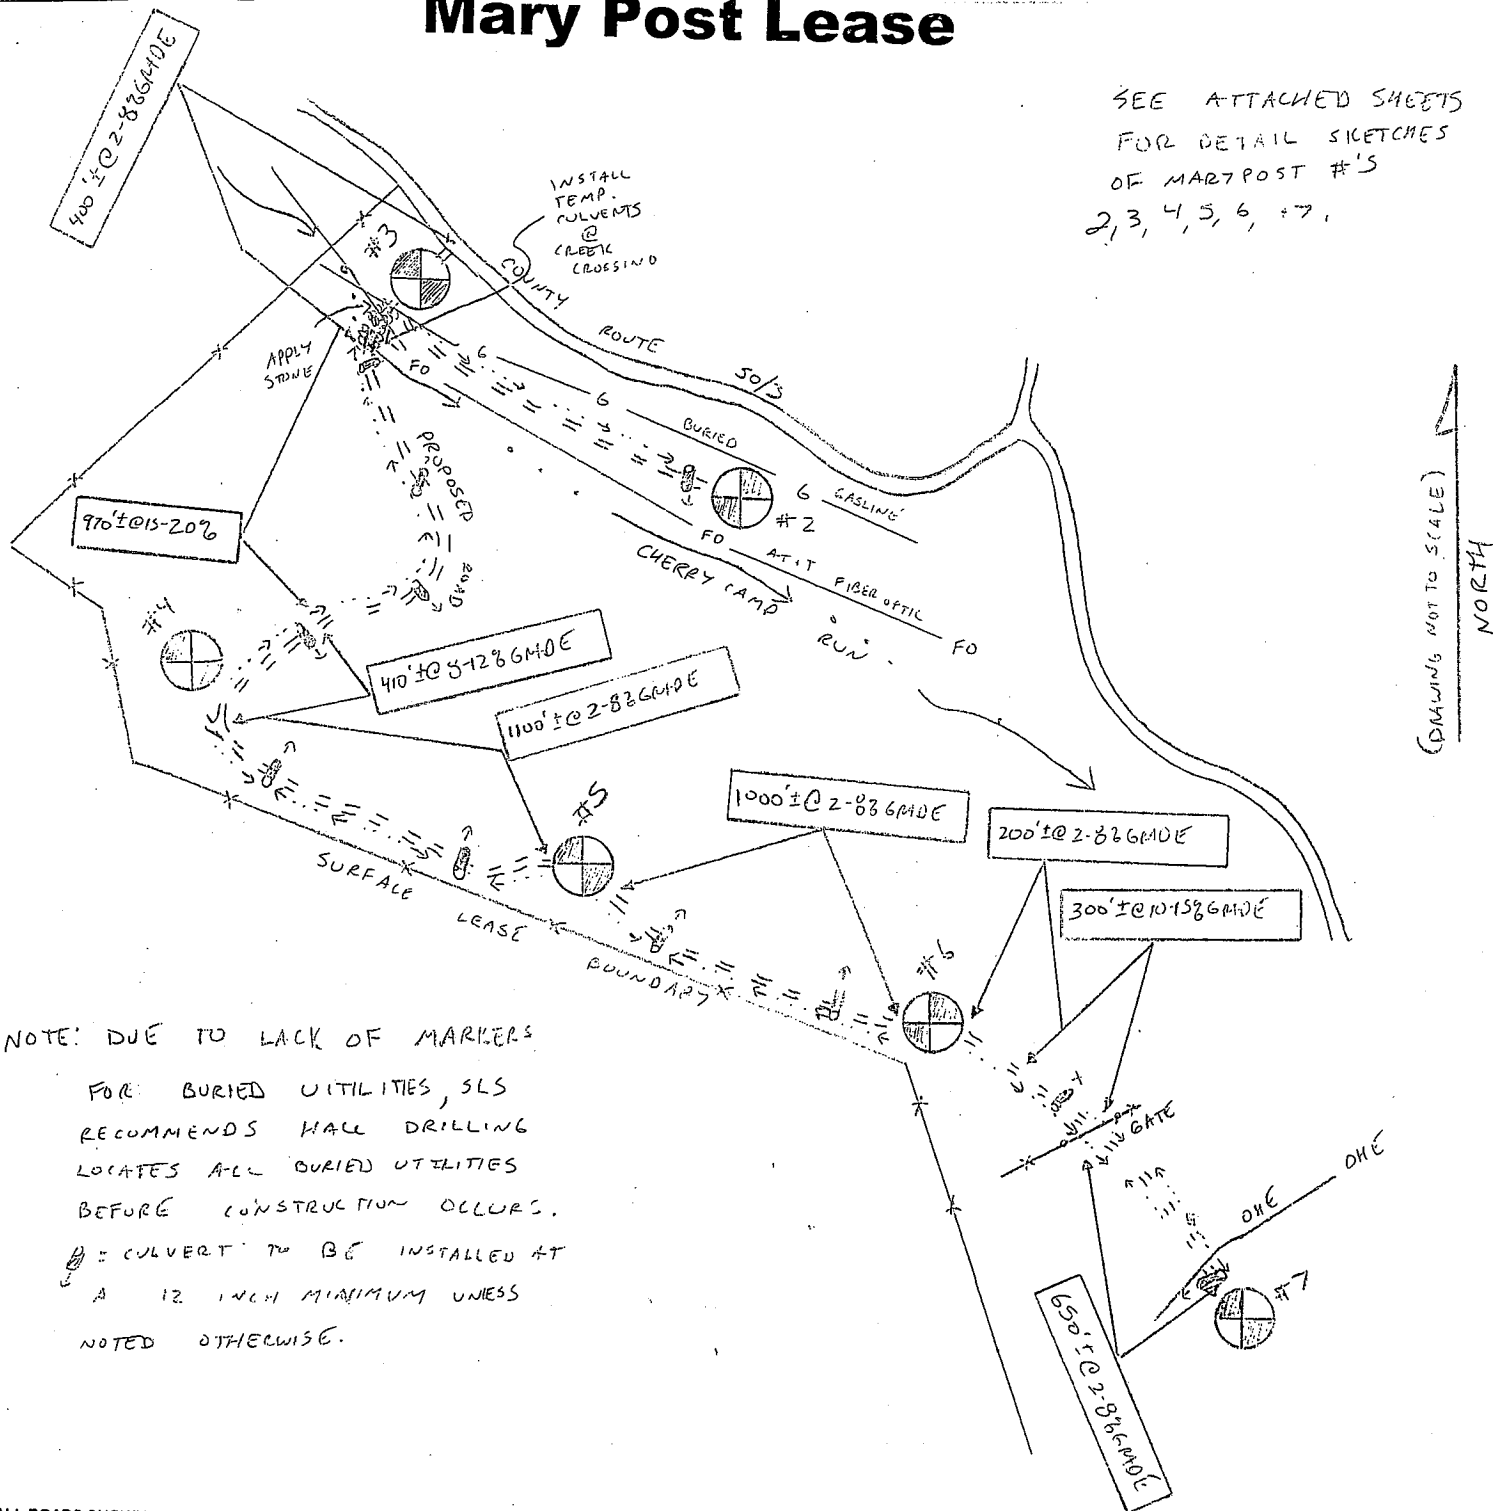 Mary Post Lease
SEE ATTACHED SHEETS
FOR DETAIL SKETCHES
OF MARY POST #'S
2, 3, 4, 5, 6, +7.
400'±@2-8% GRADE
INSTALL
TEMP.
CULVERTS
@
CREEK
CROSSING
#3
COUNTY
ROUTE
50/3
APPLY
STONE
FO
G
G
BURIED
G GASLINE
#2
PROPOSED
ROAD
FO AT+T FIBER OPTIC FO
CHERRY CAMP
RUN
970'±@15-20%
#4
410'±@8-12% GRADE
1100'±@2-8% GRADE
#5
1000'±@2-8% GRADE
200'±@2-8% GRADE
300'±@10-15% GRADE
#6
SURFACE
LEASE
BOUNDARY
GATE
OHE
OHE
#7
650'±@2-8% GRADE
(DRAWING NOT TO SCALE)
NORTH
NOTE: DUE TO LACK OF MARKERS
FOR BURIED UITILITIES, SLS
RECOMMENDS HALL DRILLING
LOCATES ALL BURIED UTILITIES
BEFORE CONSTRUCTION OCCURS.
= CULVERT TO BE INSTALLED AT
A 12 INCH MINIMUM UNLESS
NOTED OTHERWISE.